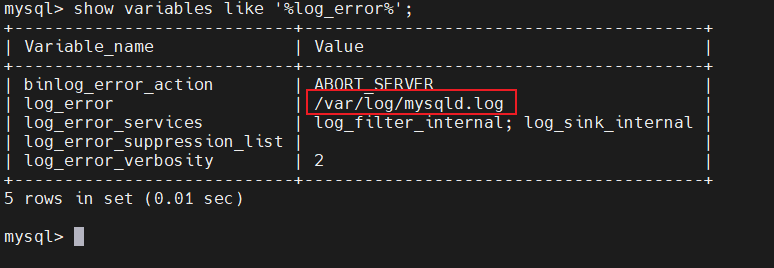 mysql> show variables like '%log_error%';
+----------------------------+----------------------------------------+
| Variable_name              | Value                                  |
+----------------------------+----------------------------------------+
| binlog_error_action        | ABORT_SERVER                           |
| log_error                  | /var/log/mysqld.log                    |
| log_error_services         | log_filter_internal; log_sink_internal |
| log_error_suppression_list |                                        |
| log_error_verbosity        | 2                                      |
+----------------------------+----------------------------------------+
5 rows in set (0.01 sec)
mysql>